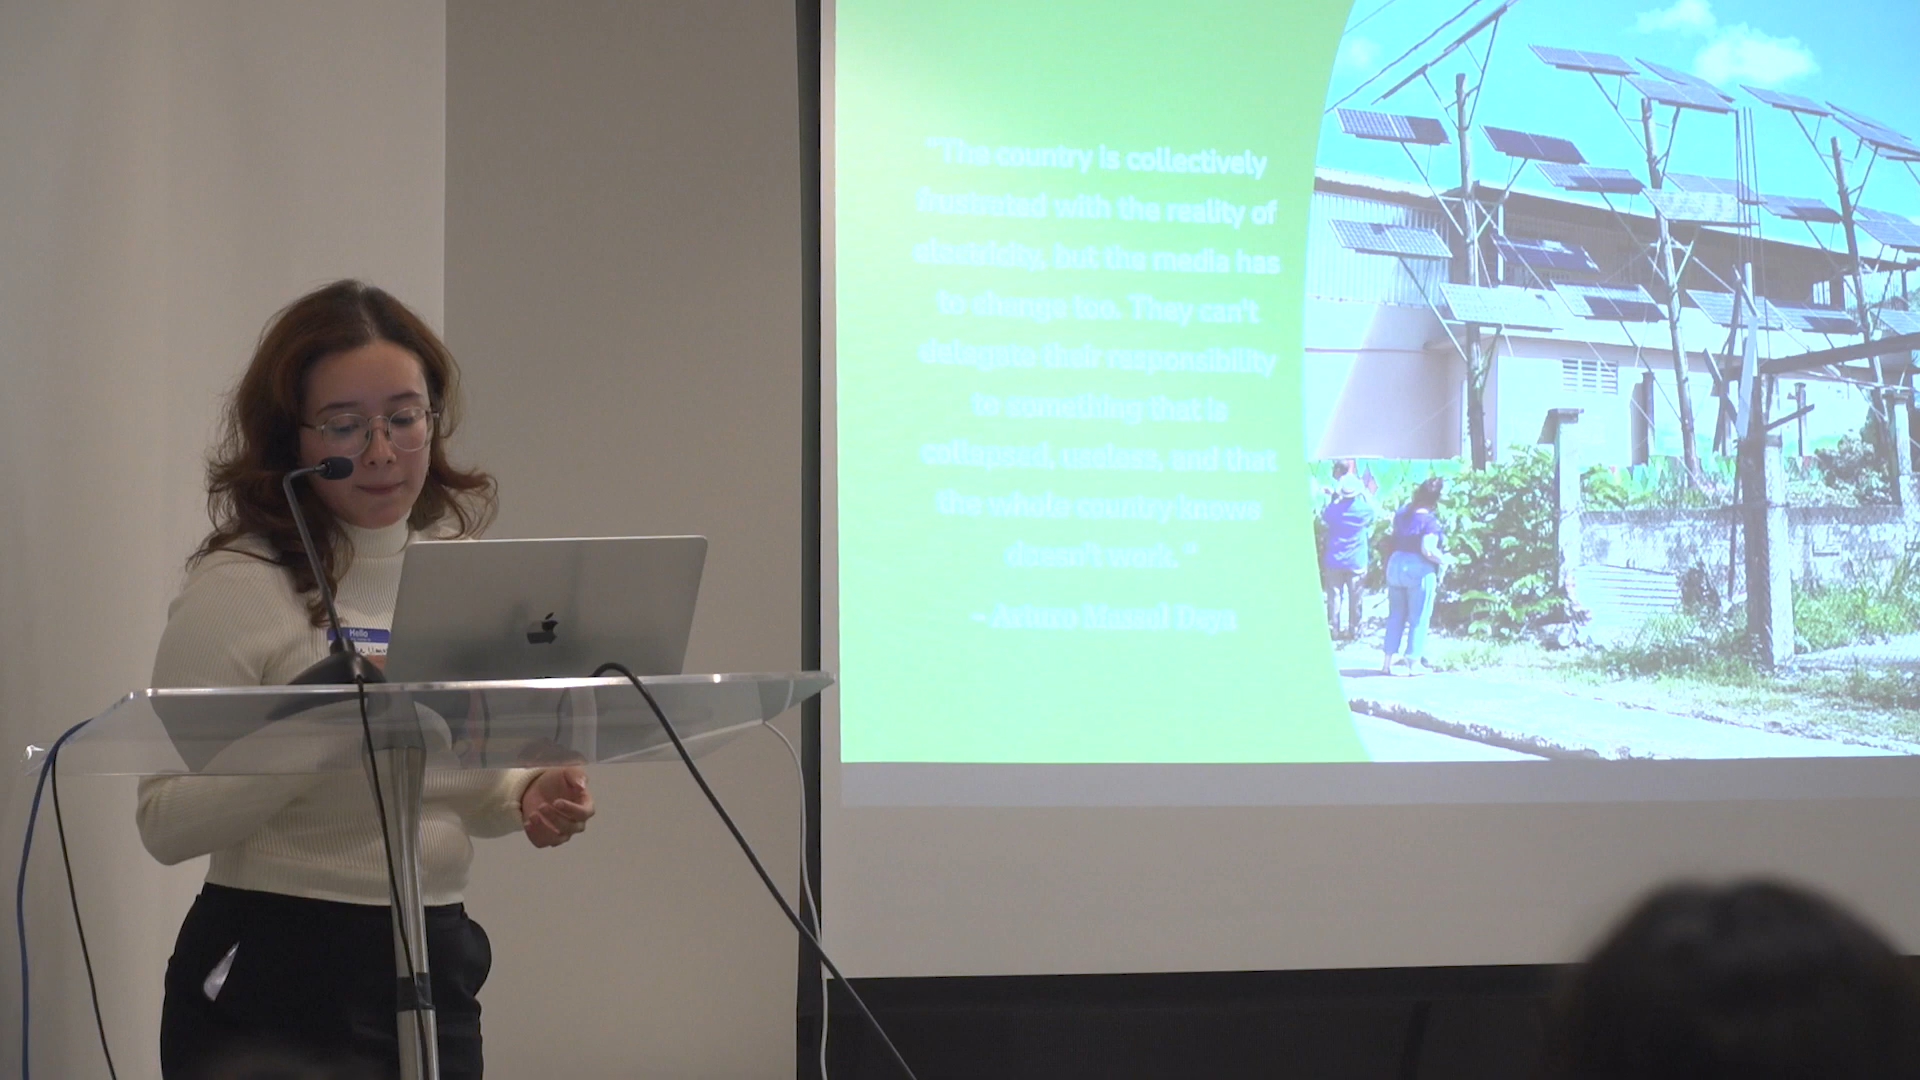 "The country is collectively
frustrated with the reality of
electricity, but the media has
to change too. They can't
delegate their responsibility
to something that is
collapsed, useless, and that
the whole country knows
doesn't work."
- Arturo Massol Deyá
Hello